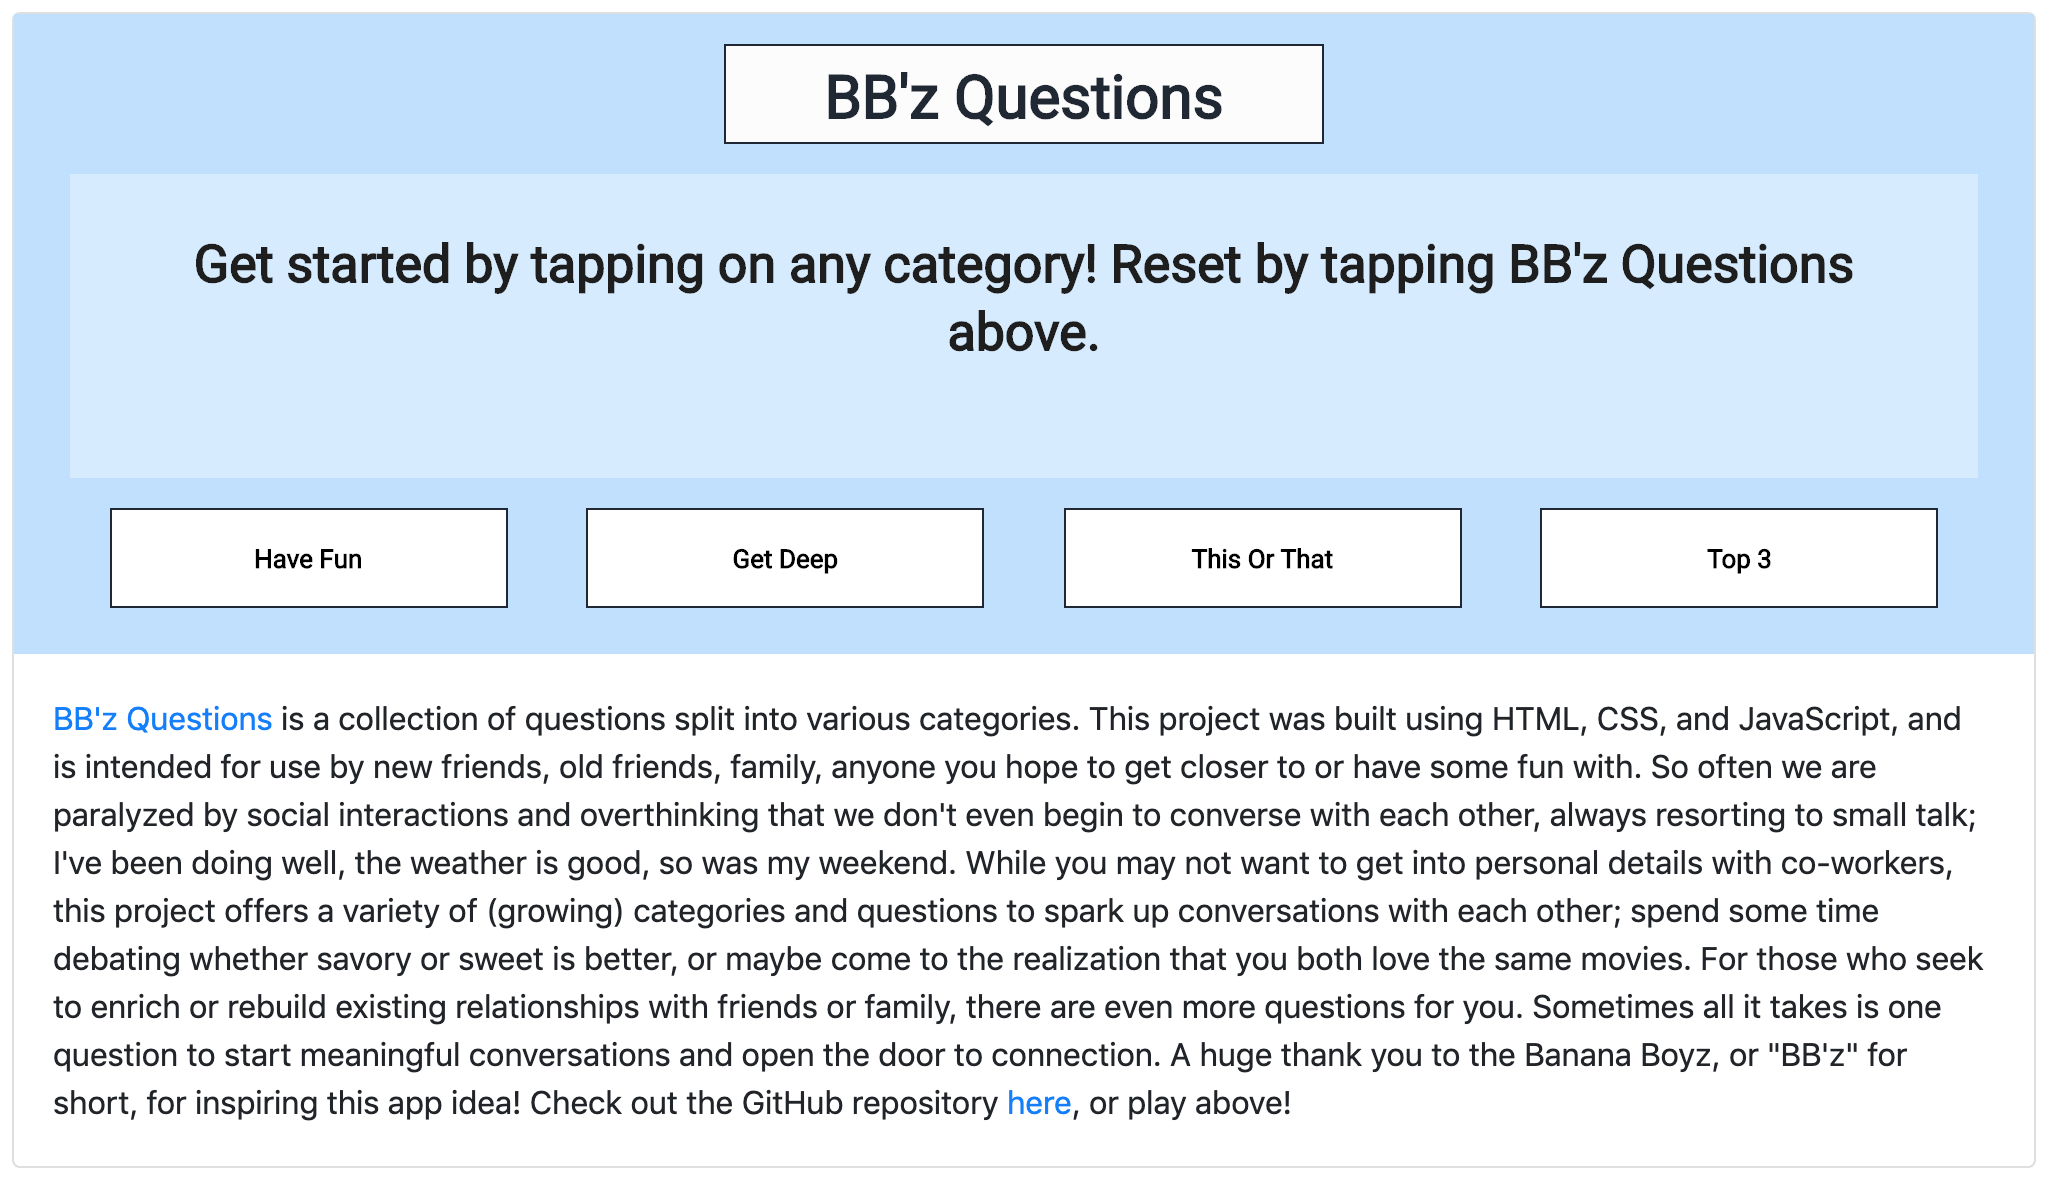 BB'z Questions
Get started by tapping on any category! Reset by tapping BB'z Questions
above.
Have Fun
Get Deep
This Or That
Top 3
BB'z Questions is a collection of questions split into various categories. This project was built using HTML, CSS, and JavaScript, and
is intended for use by new friends, old friends, family, anyone you hope to get closer to or have some fun with. So often we are
paralyzed by social interactions and overthinking that we don't even begin to converse with each other, always resorting to small talk;
I've been doing well, the weather is good, so was my weekend. While you may not want to get into personal details with co-workers,
this project offers a variety of (growing) categories and questions to spark up conversations with each other; spend some time
debating whether savory or sweet is better, or maybe come to the realization that you both love the same movies. For those who seek
to enrich or rebuild existing relationships with friends or family, there are even more questions for you. Sometimes all it takes is one
question to start meaningful conversations and open the door to connection. A huge thank you to the Banana Boyz, or "BB'z" for
short, for inspiring this app idea! Check out the GitHub repository here, or play above!